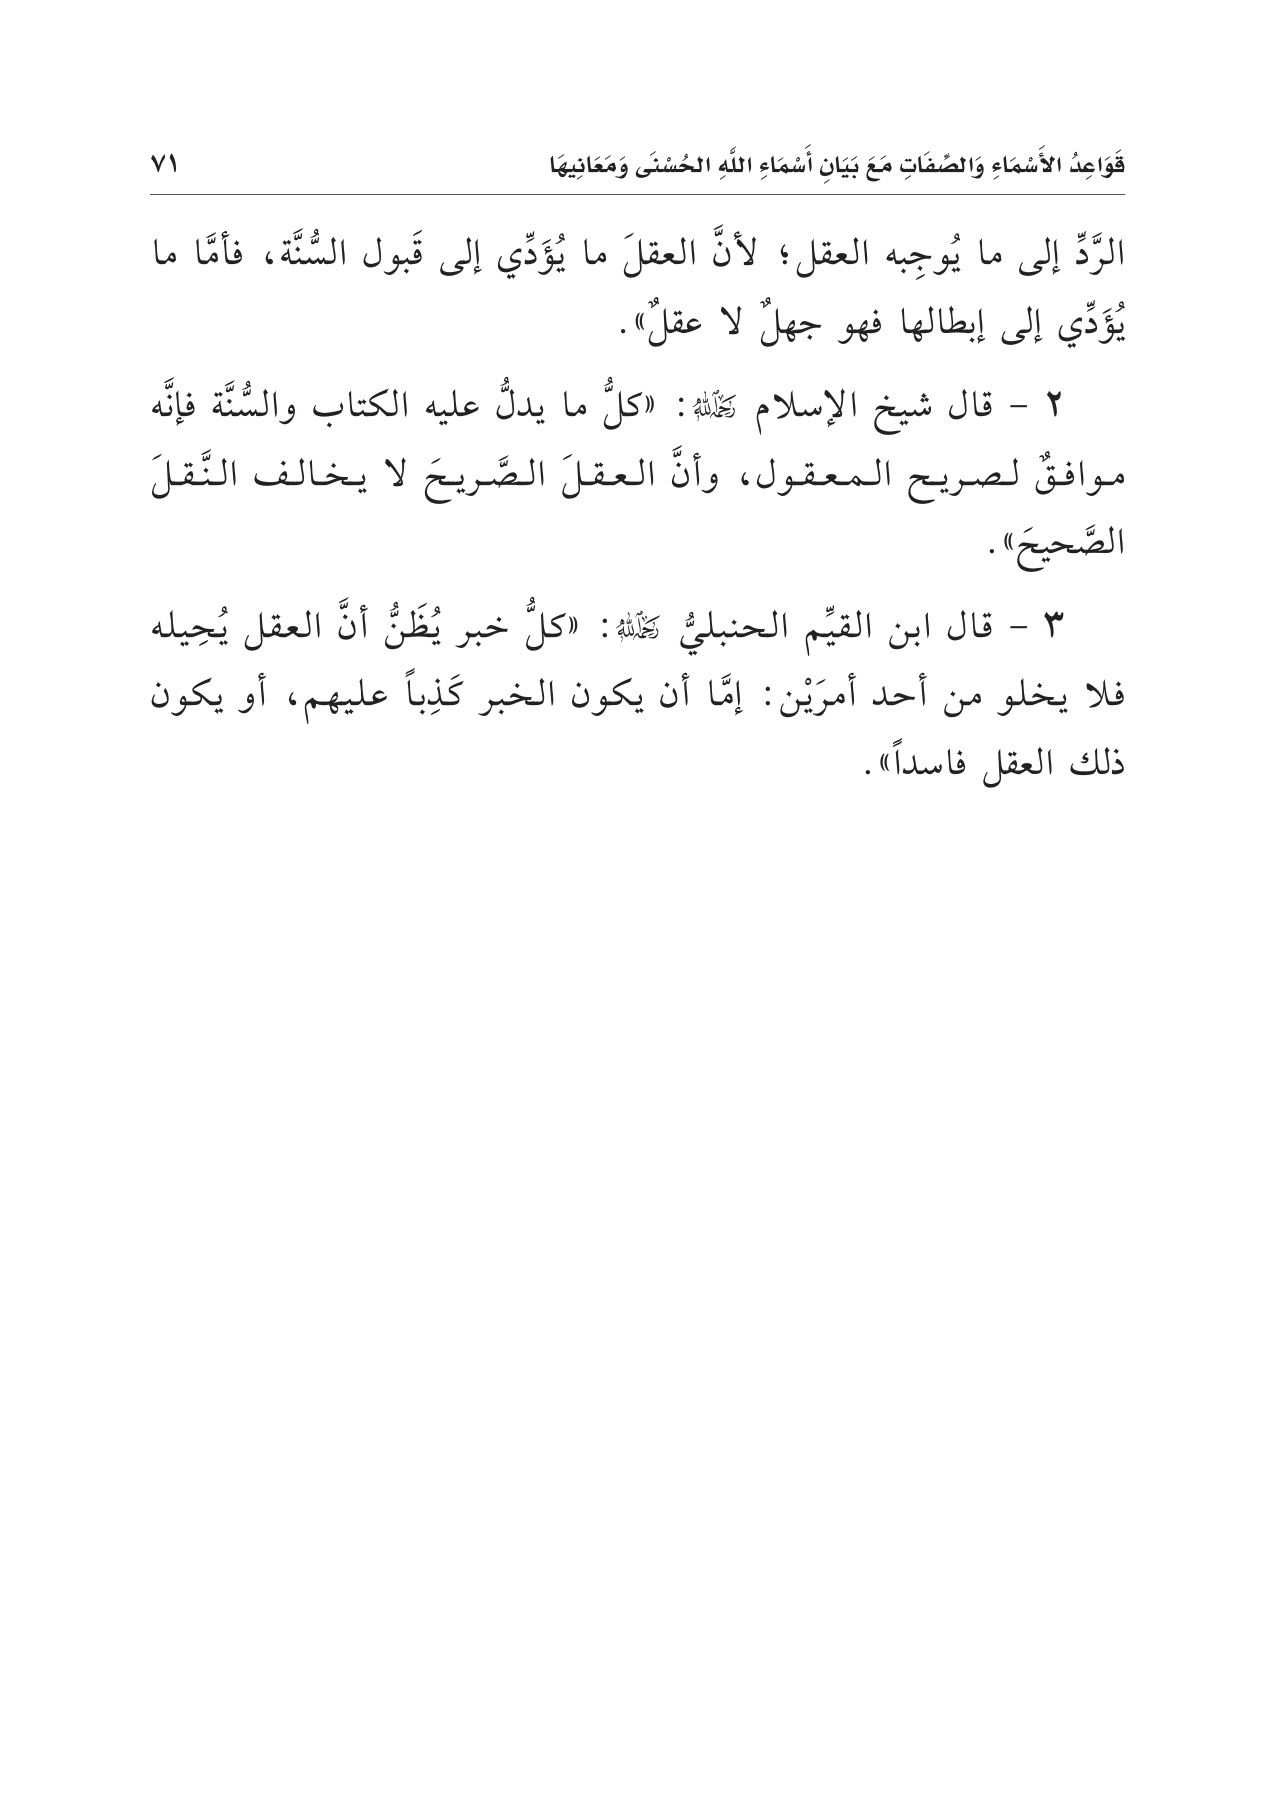 قَوَاعِدُ الأَسْمَاءِ وَالصِّفَاتِ مَعَ بَيَانِ أَسْمَاءِ اللَّهِ الحُسْنَى وَمَعَانِيهَا ٧١
الرَّدِّ إلى ما يُوجِبه العقل؛ لأنَّ العقلَ ما يُؤَدِّي إلى قَبول السُّنَّة، فأمَّا ما
يُؤَدِّي إلى إبطالها فهو جهلٌ لا عقلٌ».
٢ – قال شيخ الإسلام رَحِمَهُ اللَّهُ: «كلُّ ما يدلُّ عليه الكتاب والسُّنَّة فإنَّه
موافقٌ لصريح المعقول، وأنَّ العقلَ الصَّريحَ لا يخالف النَّقلَ
الصَّحيحَ».
٣ – قال ابن القيِّم الحنبليُّ رَحِمَهُ اللَّهُ: «كلُّ خبر يُظَنُّ أنَّ العقل يُحِيله
فلا يخلو من أحد أمرَيْن: إمَّا أن يكون الخبر كَذِباً عليهم، أو يكون
ذلك العقل فاسداً».